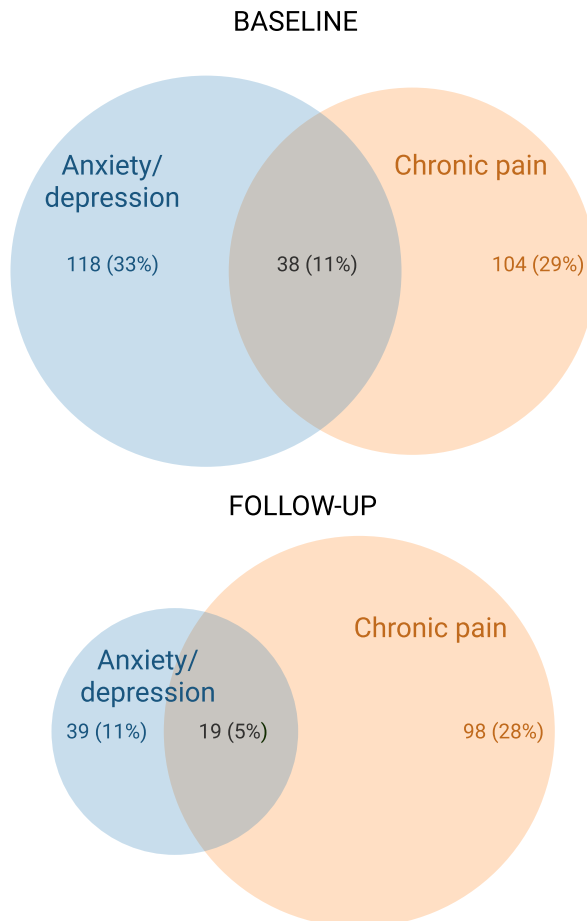 BASELINE
Anxiety/
depression
Chronic pain
118 (33%)
38 (11%)
104 (29%)
FOLLOW-UP
Chronic pain
Anxiety/
depression
39 (11%)
19 (5%)
98 (28%)